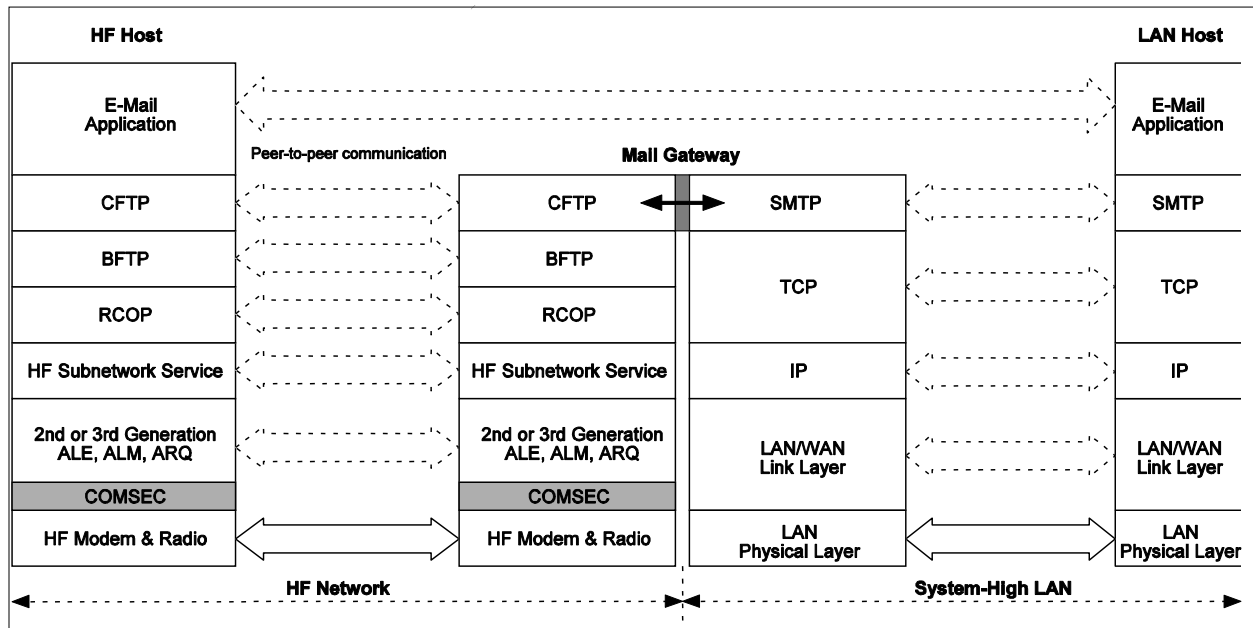 HF Host
LAN Host
E-Mail
Application
E-Mail
Application
Peer-to-peer communication
Mail Gateway
CFTP
CFTP
SMTP
SMTP
BFTP
BFTP
TCP
TCP
RCOP
RCOP
HF Subnetwork Service
HF Subnetwork Service
IP
IP
2nd or 3rd Generation
ALE, ALM, ARQ
2nd or 3rd Generation
ALE, ALM, ARQ
LAN/WAN
Link Layer
LAN/WAN
Link Layer
COMSEC
COMSEC
HF Modem & Radio
HF Modem & Radio
LAN
Physical Layer
LAN
Physical Layer
HF Network
System-High LAN